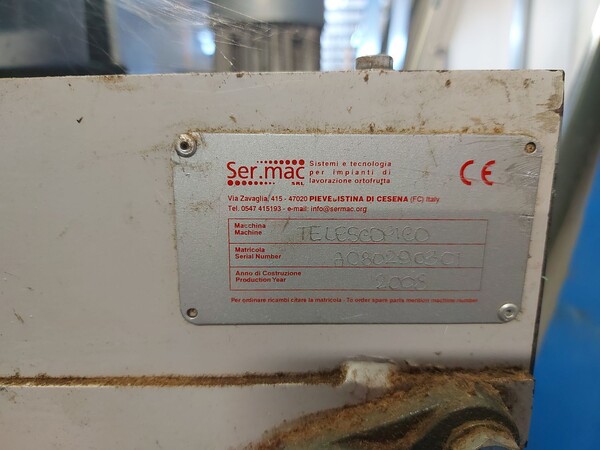 Ser.mac
SRL
Sistemi e tecnologia
per impianti di
lavorazione ortofrutta
CE
Via Zavaglia, 415 - 47020 PIEVESISTINA DI CESENA (FC) Italy
Tel. 0547 415193 - e-mail: info@sermac.org
Macchina
Machine
Matricola
Serial Number
Anno di Costruzione
Production Year
2008
Per ordinare ricambi citare la matricola - To order spare parts mention machine number